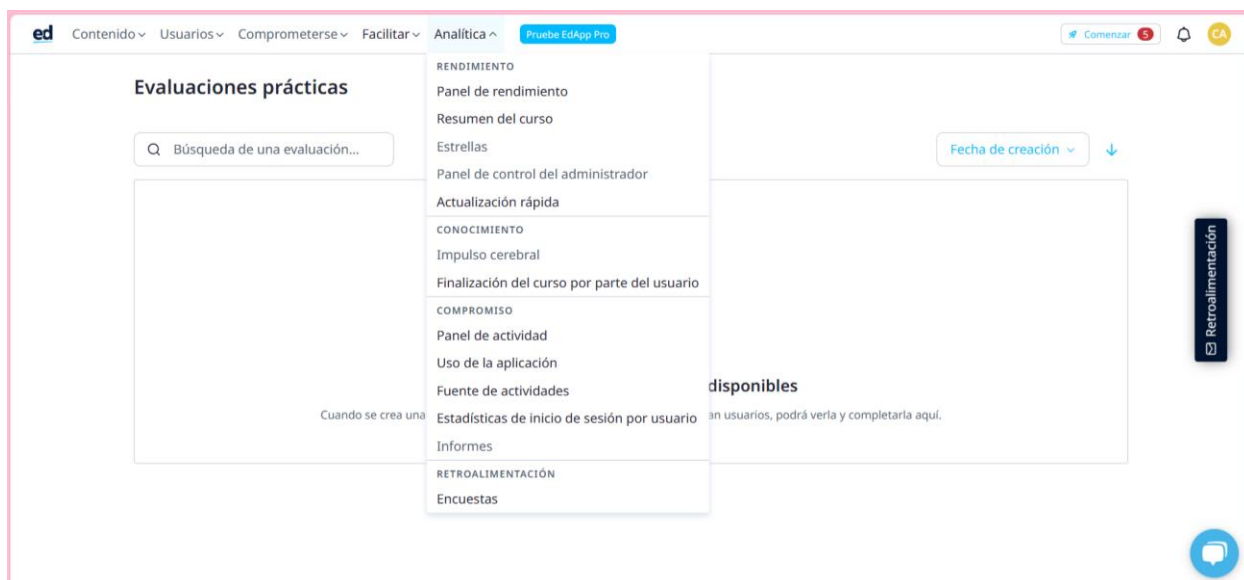 ed Contenido Usuarios Comprometerse Facilitar Analítica Pruebe EdApp Pro Comenzar 5 CA
Evaluaciones prácticas
Búsqueda de una evaluación...
Fecha de creación
RENDIMIENTO
Panel de rendimiento
Resumen del curso
Estrellas
Panel de control del administrador
Actualización rápida
CONOCIMIENTO
Impulso cerebral
Finalización del curso por parte del usuario
COMPROMISO
Panel de actividad
Uso de la aplicación
Fuente de actividades
Estadísticas de inicio de sesión por usuario
Informes
RETROALIMENTACIÓN
Encuestas
disponibles
Cuando se crea una an usuarios, podrá verla y completarla aquí.
Retroalimentación